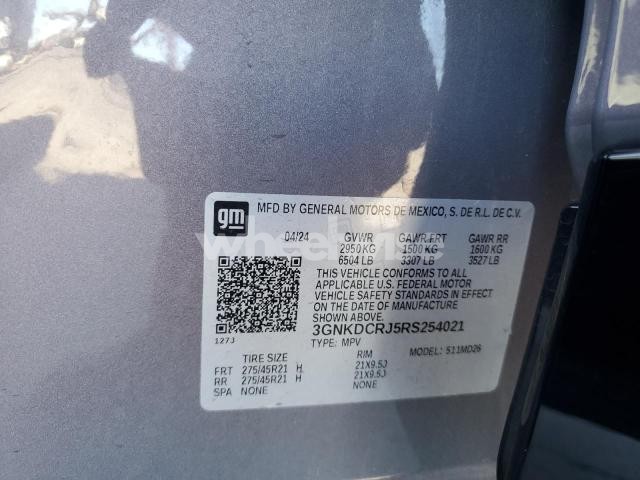 gm MFD BY GENERAL MOTORS DE MEXICO, S. DE R.L. DE C.V.
04/24 GVWR GAWR FRT GAWR RR
2950 KG 1500 KG 1600 KG
6504 LB 3307 LB 3527 LB
THIS VEHICLE CONFORMS TO ALL
APPLICABLE U.S. FEDERAL MOTOR
VEHICLE SAFETY STANDARDS IN EFFECT
ON THE DATE OF MANUFACTURE
SHOWN ABOVE.
3GNKDCRJ5RS254021
127J TYPE: MPV MODEL: 511MD26
TIRE SIZE RIM
FRT 275/45R21 H 21X9.5J
RR 275/45R21 H 21X9.5J
SPA NONE NONE